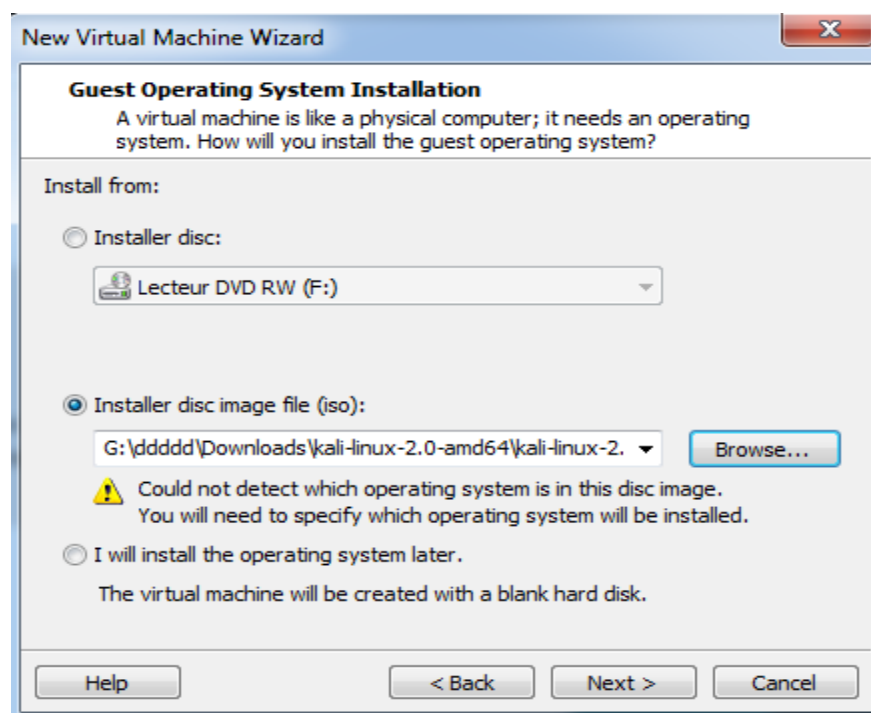 New Virtual Machine Wizard
Guest Operating System Installation
A virtual machine is like a physical computer; it needs an operating
system. How will you install the guest operating system?
Install from:
Installer disc:
Lecteur DVD RW (F:)
Installer disc image file (iso):
G:\ddddd\Downloads\kali-linux-2.0-amd64\kali-linux-2.
Browse...
Could not detect which operating system is in this disc image.
You will need to specify which operating system will be installed.
I will install the operating system later.
The virtual machine will be created with a blank hard disk.
Help
< Back
Next >
Cancel